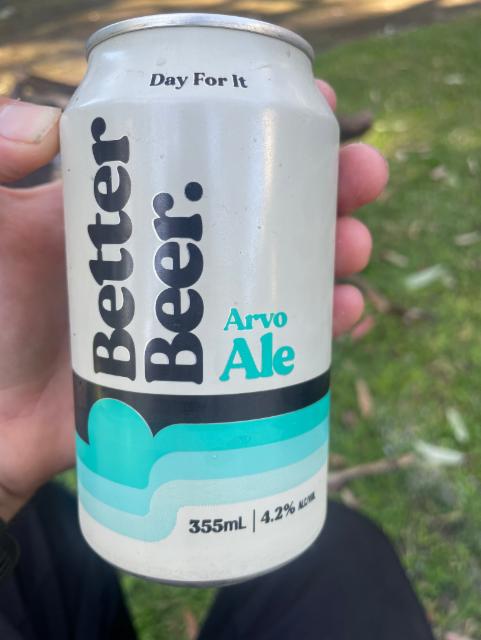 Day For It
Better
Beer.
Arvo
Ale
355mL | 4.2% ALC/VOL